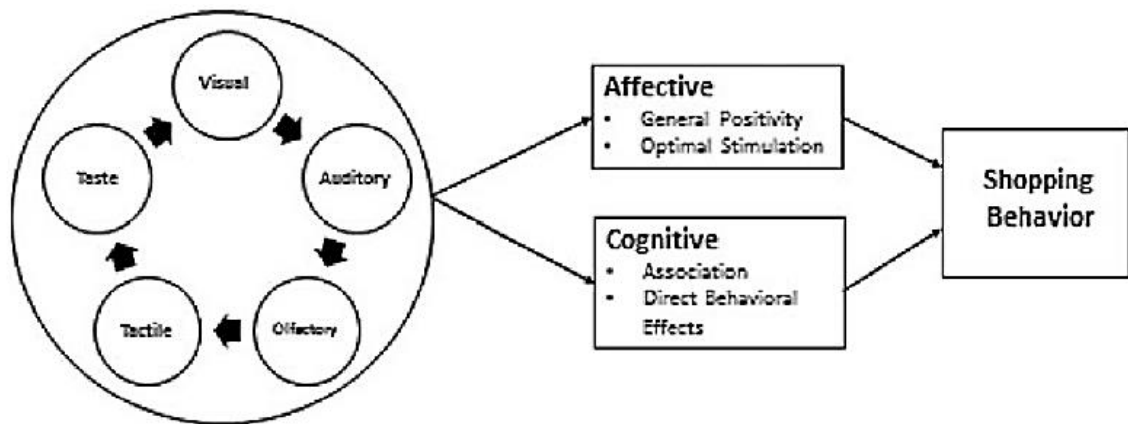 Visual
Auditory
Olfactory
Tactile
Taste
Affective
• General Positivity
• Optimal Stimulation
Cognitive
• Association
• Direct Behavioral
Effects
Shopping
Behavior